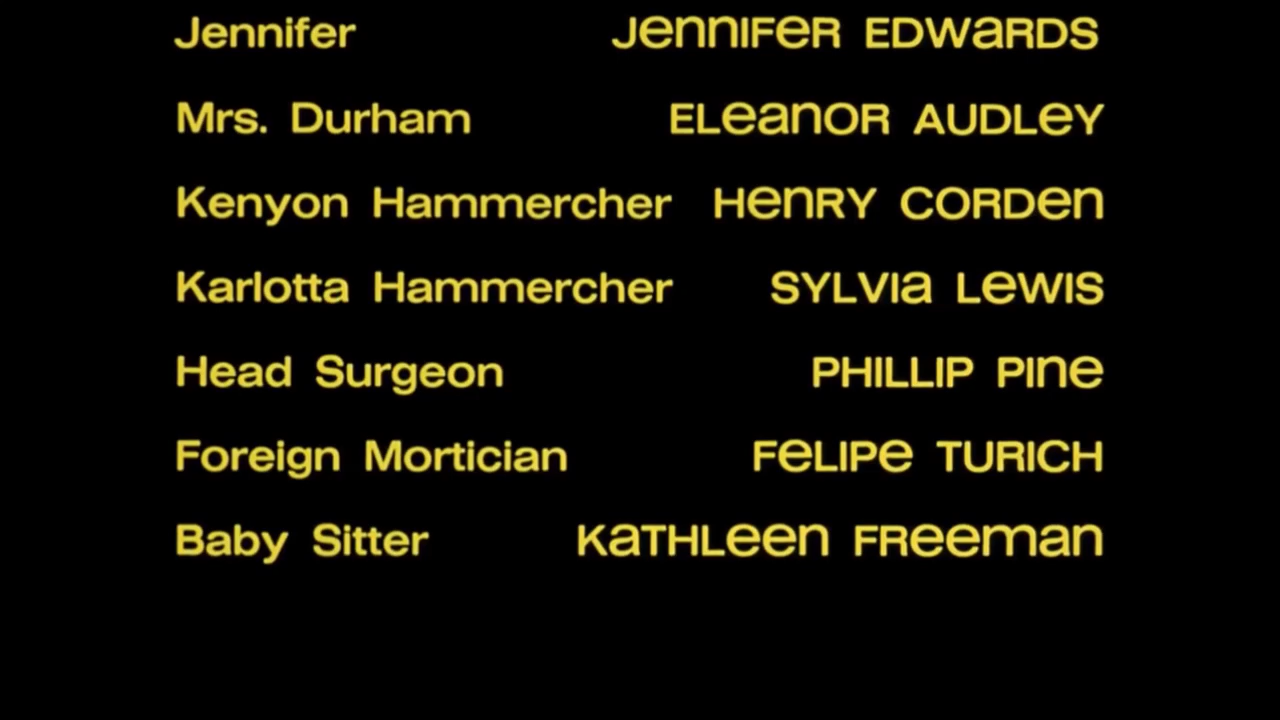 Jennifer JennIFeR EDWaRDS
Mrs. Durham ELeanOR AUDLeY
Kenyon Hammercher HenRY CORDen
Karlotta Hammercher SYLVIa LeWIS
Head Surgeon PHILLIP PIne
Foreign Mortician FeLIPe TURICH
Baby Sitter KaTHLeen FReeman